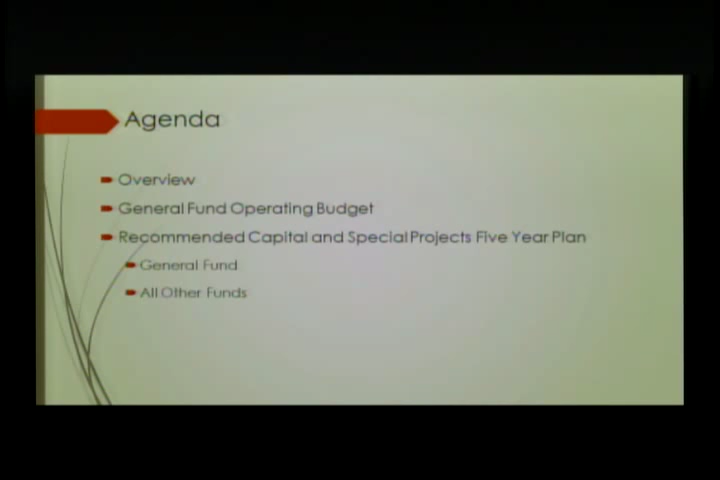 Agenda
Overview
General Fund Operating Budget
Recommended Capital and Special Projects Five Year Plan
General Fund
All Other Funds